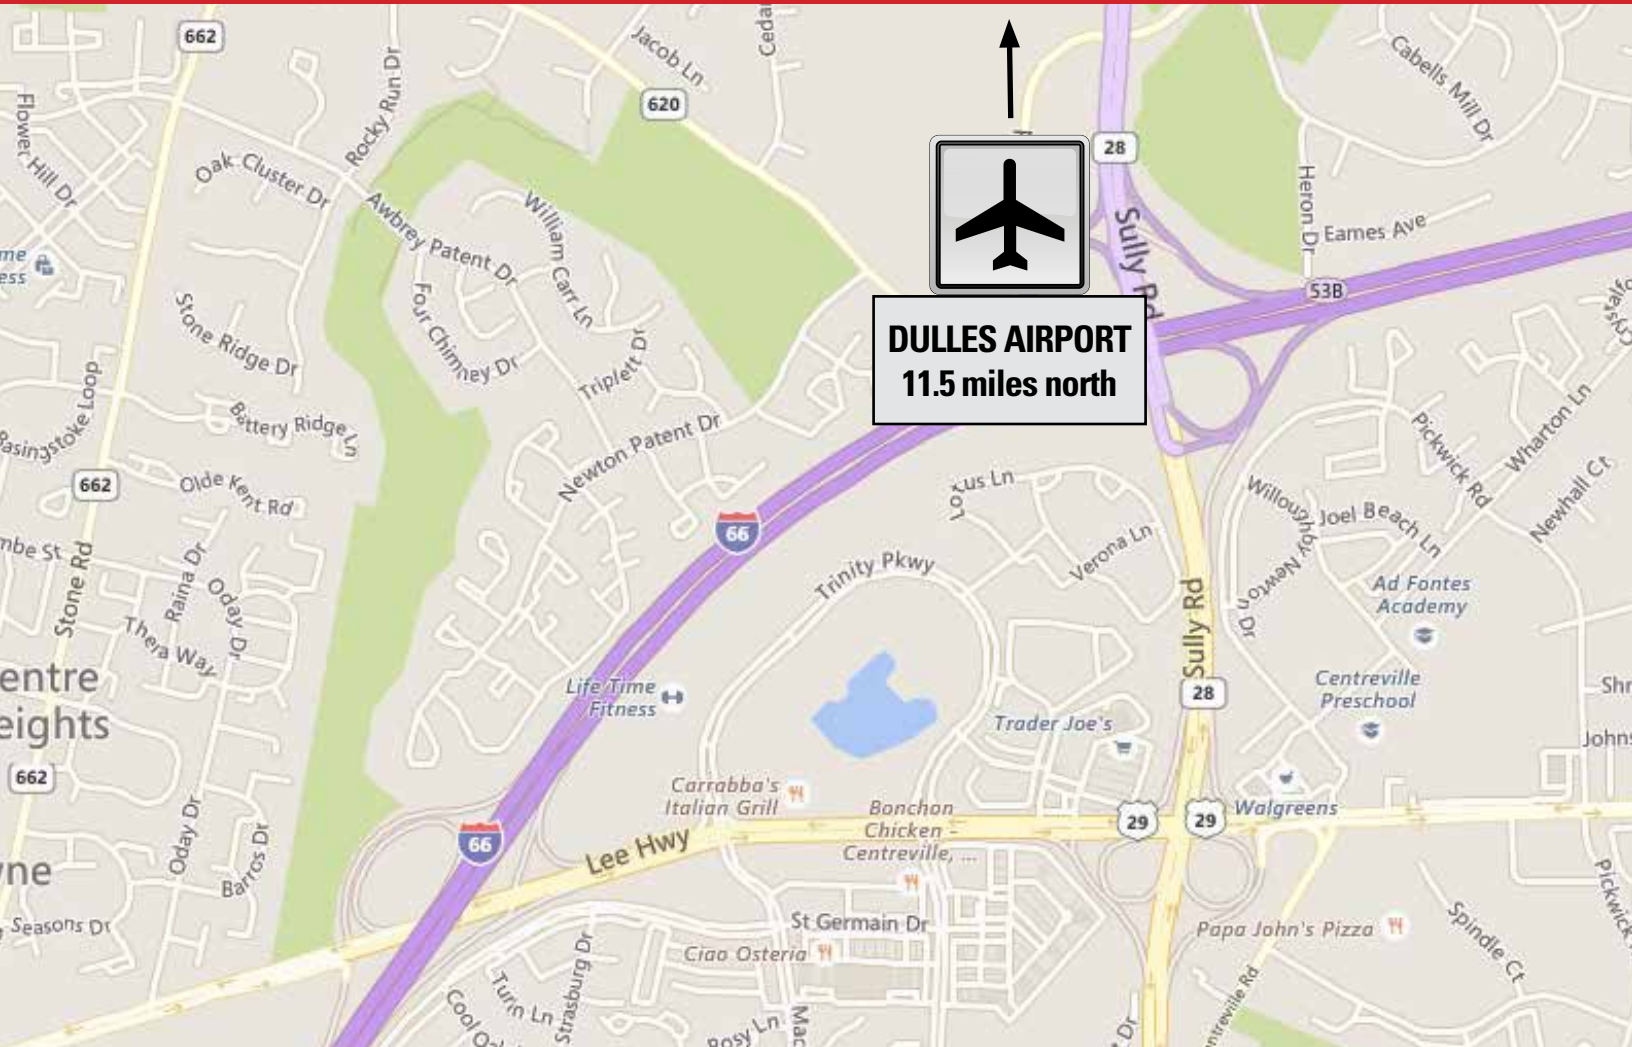 662
Jacob Ln
620
28
Cabells Mill Dr
Flower Hill Dr
Rocky Run Dr
Oak Cluster Dr
Awbrey Patent Dr
William Carr Ln
Sully Rd
Heron Dr
Eames Ave
53B
Stone Ridge Dr
Four Chimney Dr
Triplett Dr
DULLES AIRPORT
11.5 miles north
Battery Ridge Ln
Newton Patent Dr
Pickwick Rd
Wharton Ln
Newhall Ct
662
Olde Kent Rd
66
Lotus Ln
Willoughby Newton Dr
Joel Beach Ln
Stone Rd
Raina Dr
Oday Dr
Thera Way
Trinity Pkwy
Verona Ln
Sully Rd
Ad Fontes
Academy
entre
eights
Life Time
Fitness
28
Centreville
Preschool
Trader Joe's
662
Carrabba's
Italian Grill
Bonchon
Chicken -
Centreville, ...
29
29
Walgreens
66
Lee Hwy
Oday Dr
Barros Dr
Seasons Dr
St Germain Dr
Ciao Osteria
Papa John's Pizza
Spindle Ct
Pickwick
Turin Ln
Strasburg Dr